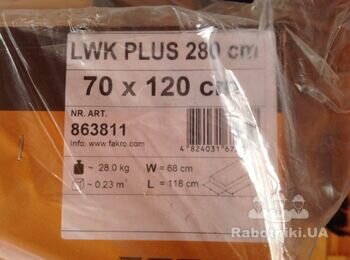 LWK PLUS 280 cm
70 x 120 cm
NR. ART.
863811
Info: www.fakro.com
~ 28.0 kg
W = 68 cm
~ 0.23 m³
L = 118 cm
Rabotniki.UA